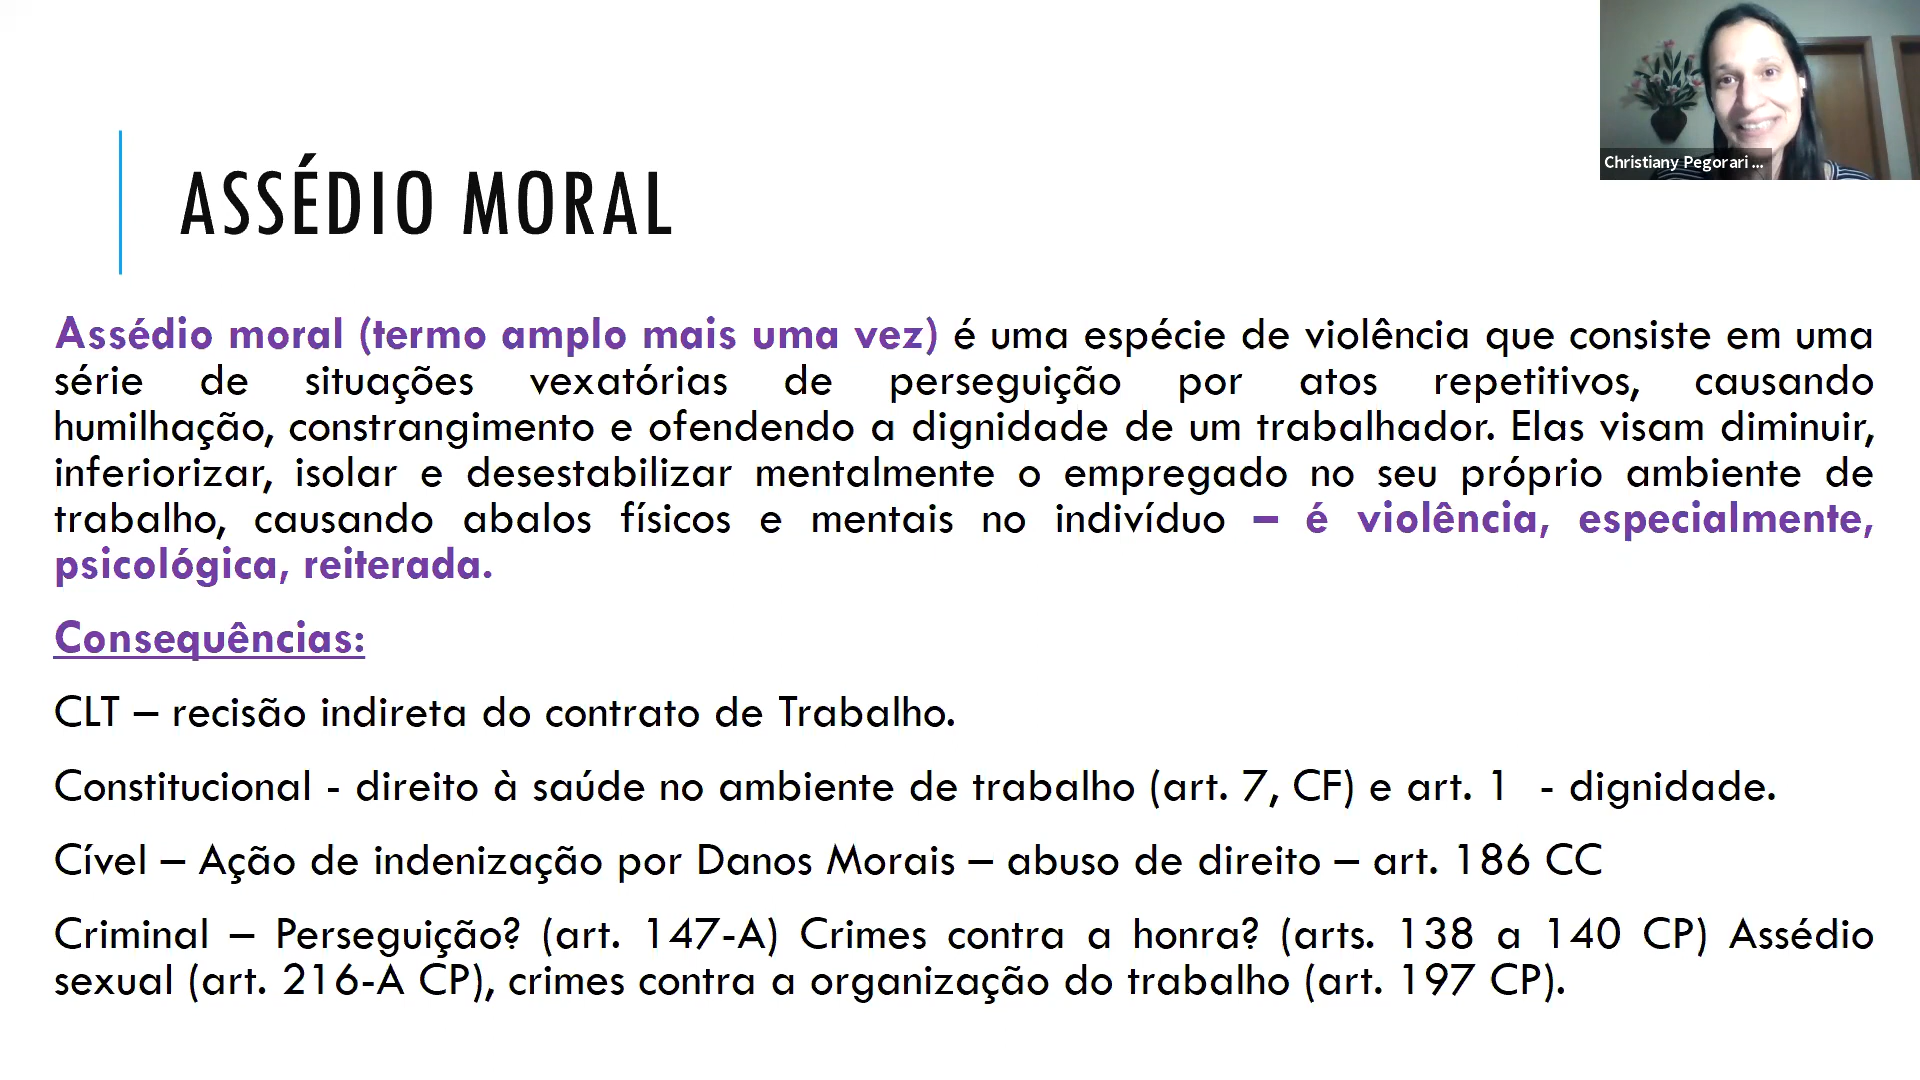 Christiany Pegorari ...
ASSÉDIO MORAL
Assédio moral (termo amplo mais uma vez) é uma espécie de violência que consiste em uma
série de situações vexatórias de perseguição por atos repetitivos, causando
humilhação, constrangimento e ofendendo a dignidade de um trabalhador. Elas visam diminuir,
inferiorizar, isolar e desestabilizar mentalmente o empregado no seu próprio ambiente de
trabalho, causando abalos físicos e mentais no indivíduo – é violência, especialmente,
psicológica, reiterada.
Consequências:
CLT – recisão indireta do contrato de Trabalho.
Constitucional - direito à saúde no ambiente de trabalho (art. 7, CF) e art. 1 - dignidade.
Cível – Ação de indenização por Danos Morais – abuso de direito – art. 186 CC
Criminal – Perseguição? (art. 147-A) Crimes contra a honra? (arts. 138 a 140 CP) Assédio
sexual (art. 216-A CP), crimes contra a organização do trabalho (art. 197 CP).